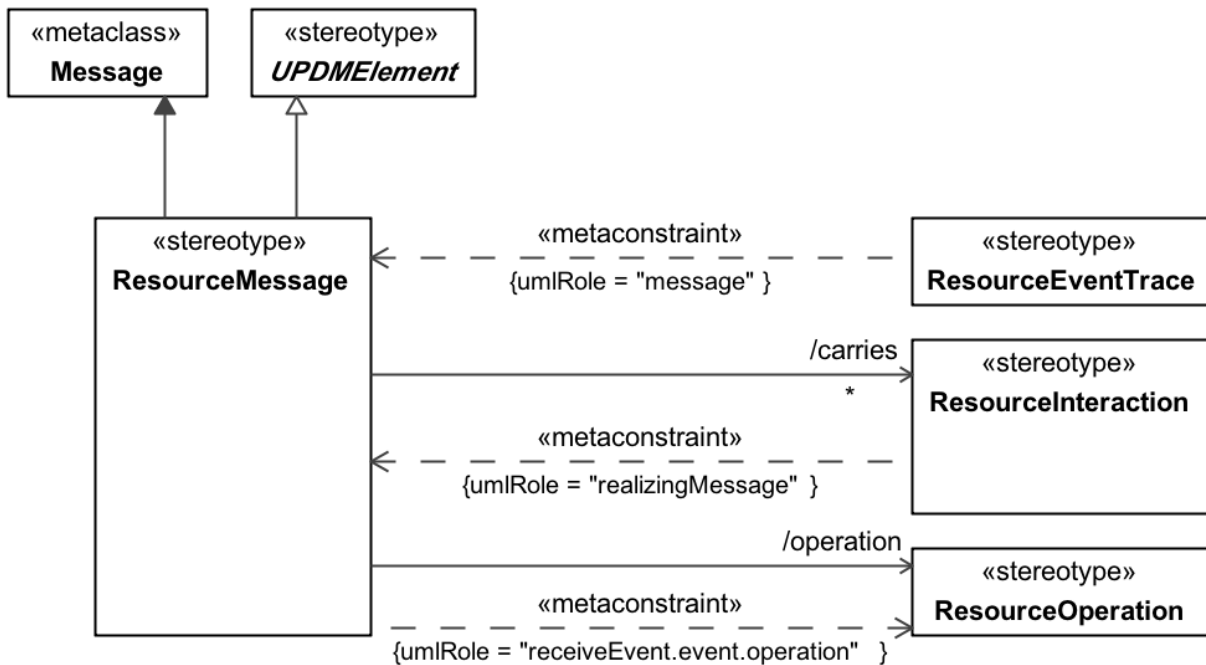 «metaclass»
Message
«stereotype»
UPDMElement
«stereotype»
ResourceMessage
«metaconstraint»
{umlRole = "message" }
«stereotype»
ResourceEventTrace
/carries
*
«stereotype»
ResourceInteraction
«metaconstraint»
{umlRole = "realizingMessage" }
/operation
«stereotype»
ResourceOperation
«metaconstraint»
{umlRole = "receiveEvent.event.operation" }